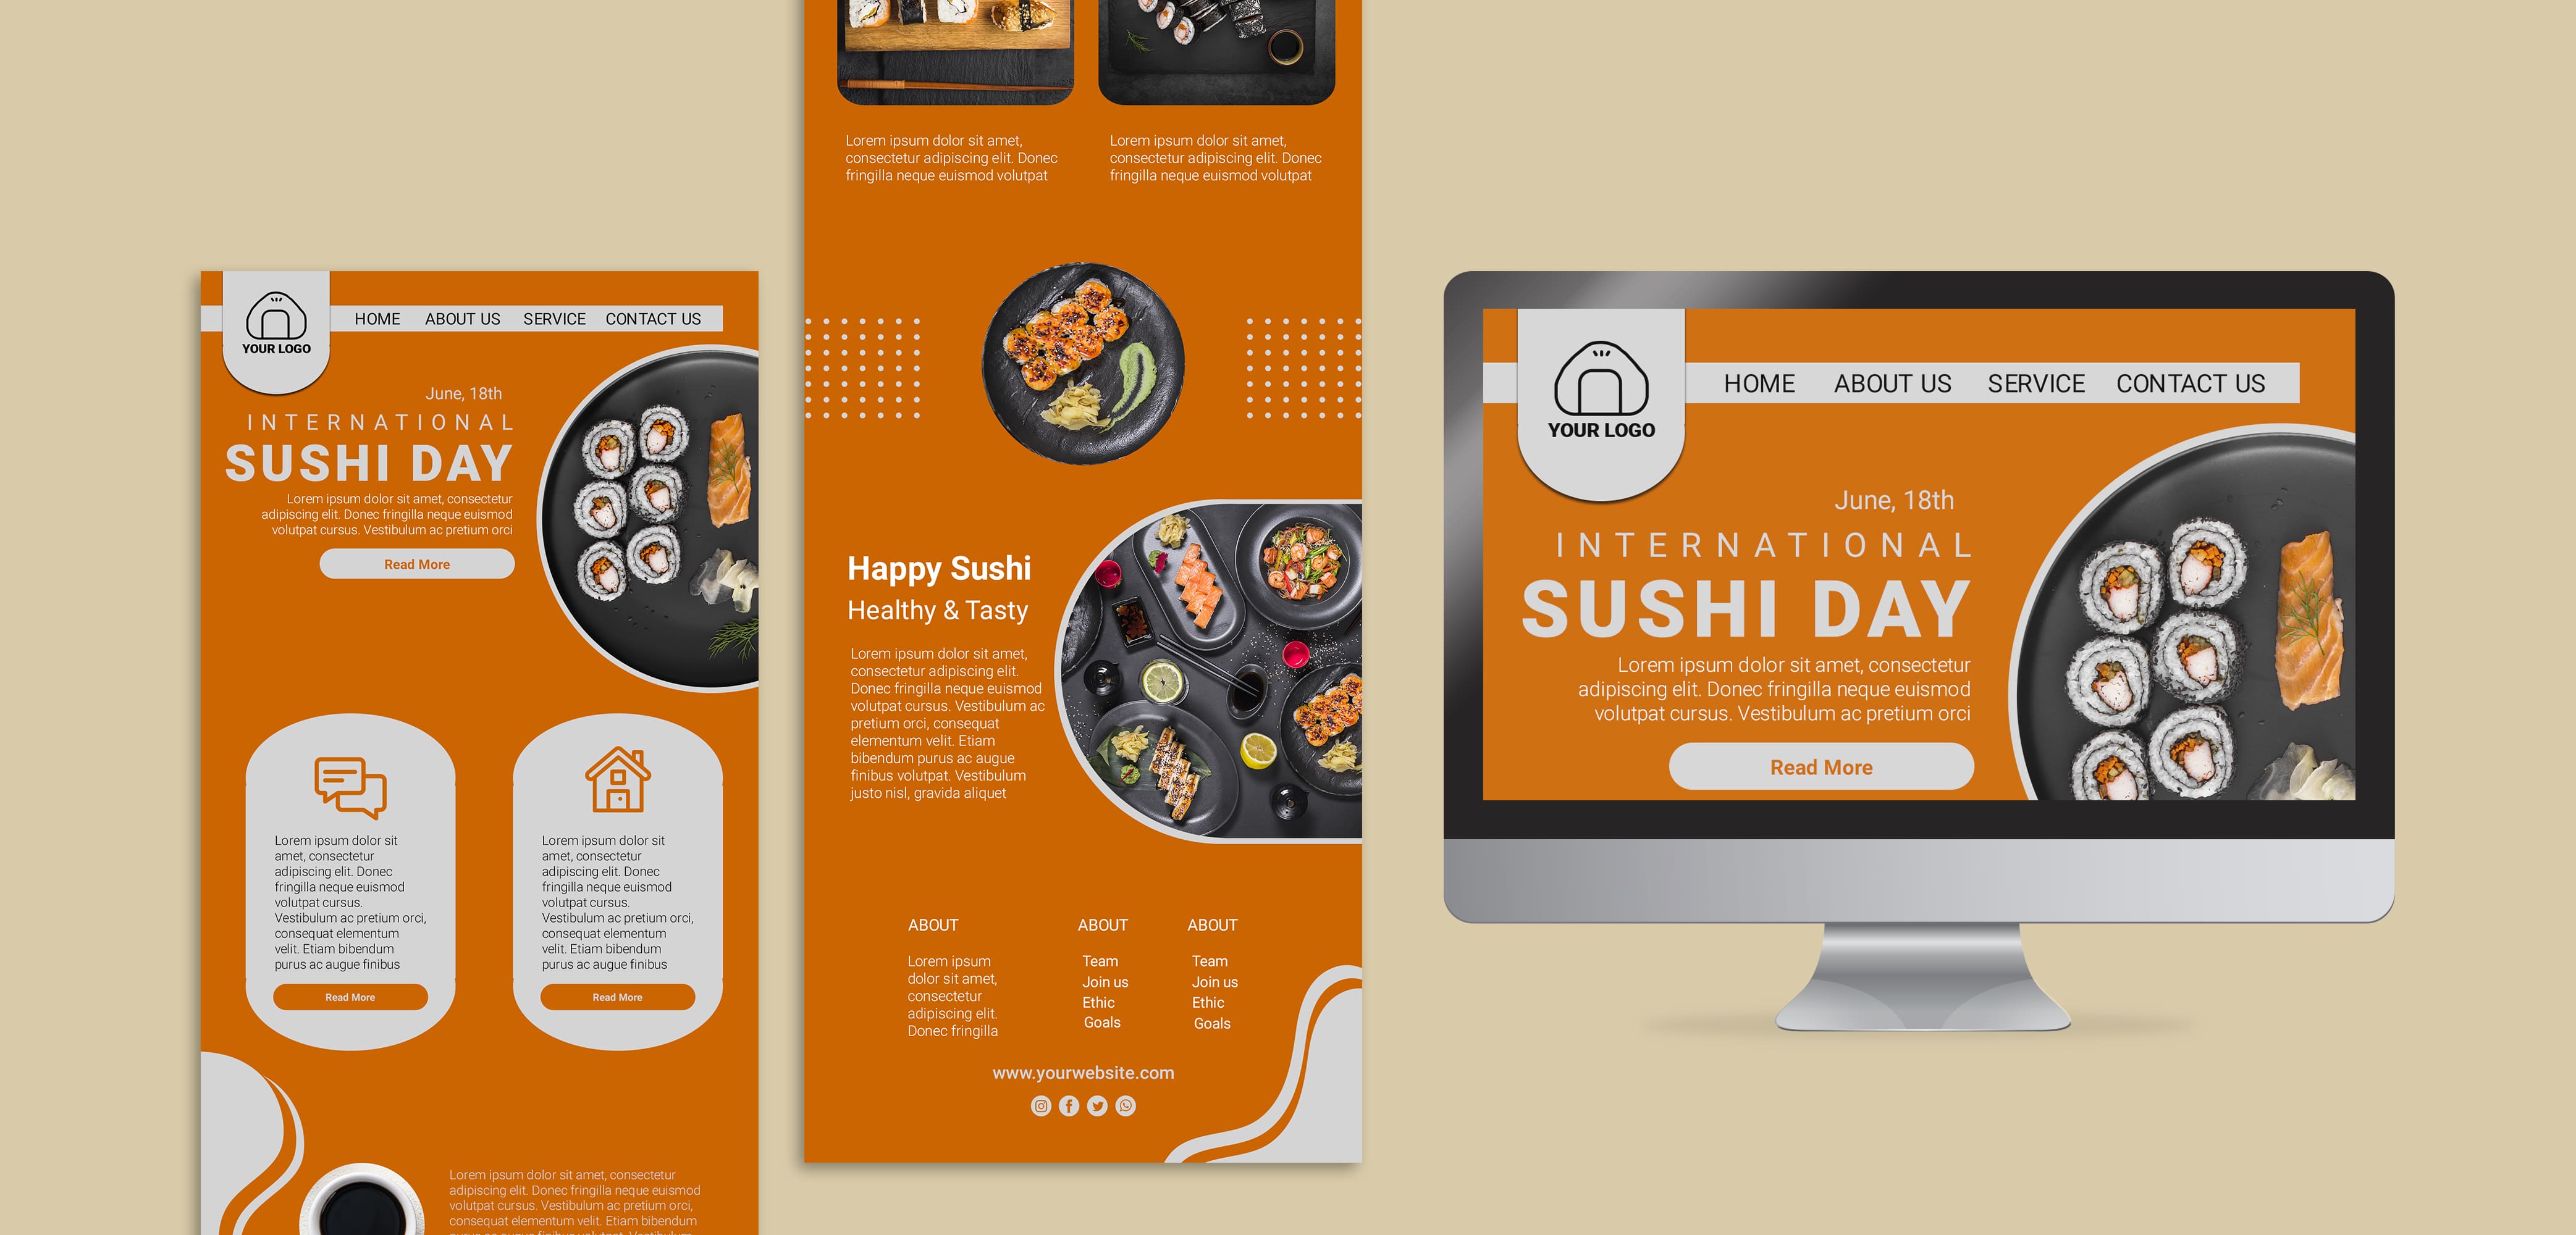 HOME ABOUT US SERVICE CONTACT US
YOUR LOGO
June, 18th
INTERNATIONAL
SUSHI DAY
Lorem ipsum dolor sit amet, consectetur
adipiscing elit. Donec fringilla neque euismod
volutpat cursus. Vestibulum ac pretium orci
Read More
Lorem ipsum dolor sit
amet, consectetur
adipiscing elit. Donec
fringilla neque euismod
volutpat cursus.
Vestibulum ac pretium orci,
consequat elementum
velit. Etiam bibendum
purus ac augue finibus
Read More
Lorem ipsum dolor sit
amet, consectetur
adipiscing elit. Donec
fringilla neque euismod
volutpat cursus.
Vestibulum ac pretium orci,
consequat elementum
velit. Etiam bibendum
purus ac augue finibus
Read More
Lorem ipsum dolor sit amet, consectetur
adipiscing elit. Donec fringilla neque euismod
volutpat cursus. Vestibulum ac pretium orci,
consequat elementum velit. Etiam bibendum
Lorem ipsum dolor sit amet,
consectetur adipiscing elit. Donec
fringilla neque euismod volutpat
Lorem ipsum dolor sit amet,
consectetur adipiscing elit. Donec
fringilla neque euismod volutpat
Happy Sushi
Healthy & Tasty
Lorem ipsum dolor sit amet,
consectetur adipiscing elit.
Donec fringilla neque euismod
volutpat cursus. Vestibulum ac
pretium orci, consequat
elementum velit. Etiam
bibendum purus ac augue
finibus volutpat. Vestibulum
justo nisl, gravida aliquet
ABOUT
Lorem ipsum
dolor sit amet,
consectetur
adipiscing elit.
Donec fringilla
ABOUT
Team
Join us
Ethic
Goals
ABOUT
Team
Join us
Ethic
Goals
www.yourwebsite.com
HOME ABOUT US SERVICE CONTACT US
YOUR LOGO
June, 18th
INTERNATIONAL
SUSHI DAY
Lorem ipsum dolor sit amet, consectetur
adipiscing elit. Donec fringilla neque euismod
volutpat cursus. Vestibulum ac pretium orci
Read More